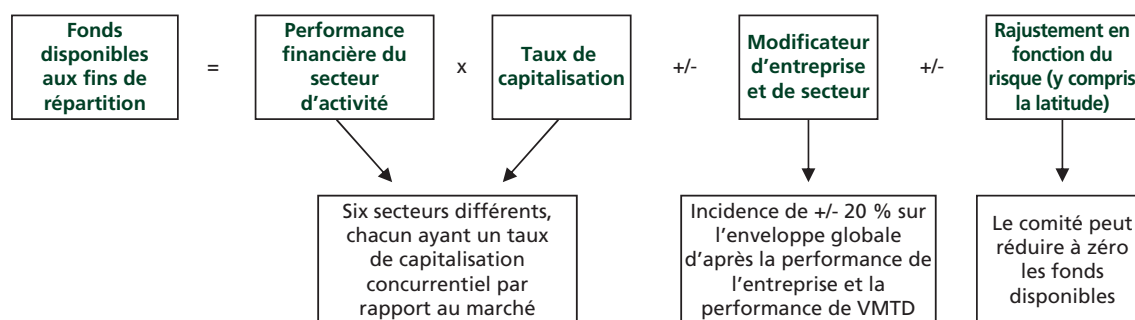 Fonds
disponibles
aux fins de
répartition
=
Performance
financière du
secteur
d'activité
x
Taux de
capitalisation
+/-
Modificateur
d'entreprise
et de secteur
+/-
Rajustement en
fonction du
risque (y compris
la latitude)
Six secteurs différents,
chacun ayant un taux
de capitalisation
concurrentiel par
rapport au marché
Incidence de +/- 20 % sur
l'enveloppe globale
d'après la performance de
l'entreprise et la
performance de VMTD
Le comité peut
réduire à zéro
les fonds
disponibles